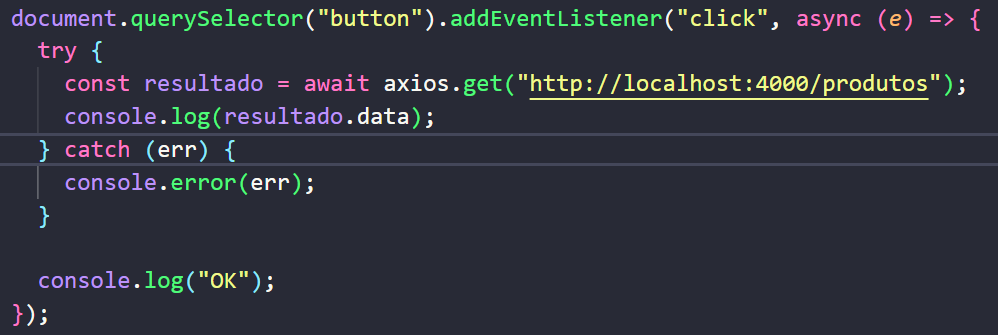 document.querySelector("button").addEventListener("click", async (e) => {
  try {
    const resultado = await axios.get("http://localhost:4000/produtos");
    console.log(resultado.data);
  } catch (err) {
    console.error(err);
  }

  console.log("OK");
});